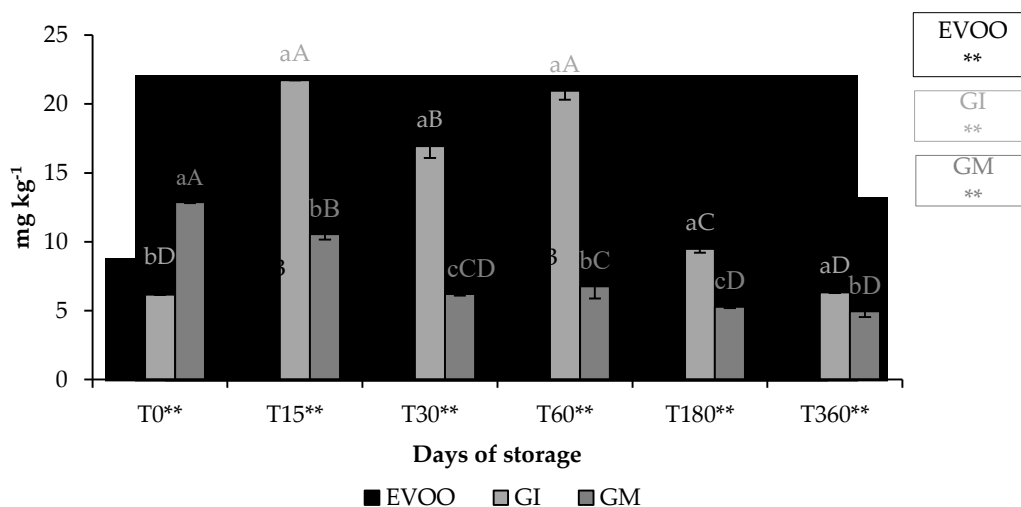 25
20
15
10
5
0
mg kg-1
aA
aA
aB
aA
bB
aC
bD
B
B
cCD
bC
cD
aD
bD
T0**
T15**
T30**
T60**
T180**
T360**
Days of storage
EVOO
GI
GM
EVOO
**
GI
**
GM
**